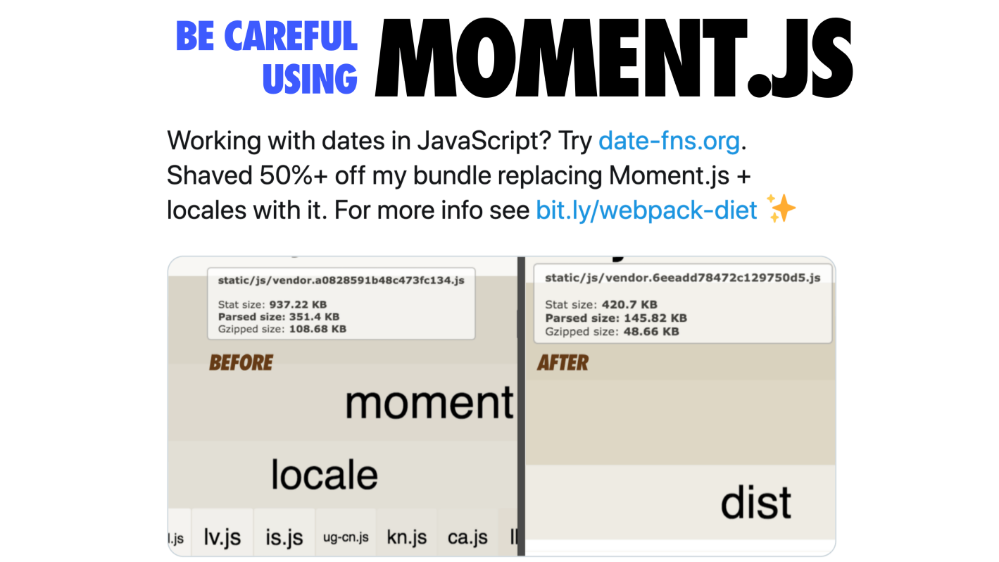 BE CAREFUL
USING
MOMENT.JS
Working with dates in JavaScript? Try date-fns.org.
Shaved 50%+ off my bundle replacing Moment.js +
locales with it. For more info see bit.ly/webpack-diet ✨
static/js/vendor.a0828591b48c473fc134.js
Stat size: 937.22 KB
Parsed size: 351.4 KB
Gzipped size: 108.68 KB
BEFORE
moment
locale
l.js lv.js is.js ug-cn.js kn.js ca.js
static/js/vendor.6eeadd78472c129750d5.js
Stat size: 420.7 KB
Parsed size: 145.82 KB
Gzipped size: 48.66 KB
AFTER
dist